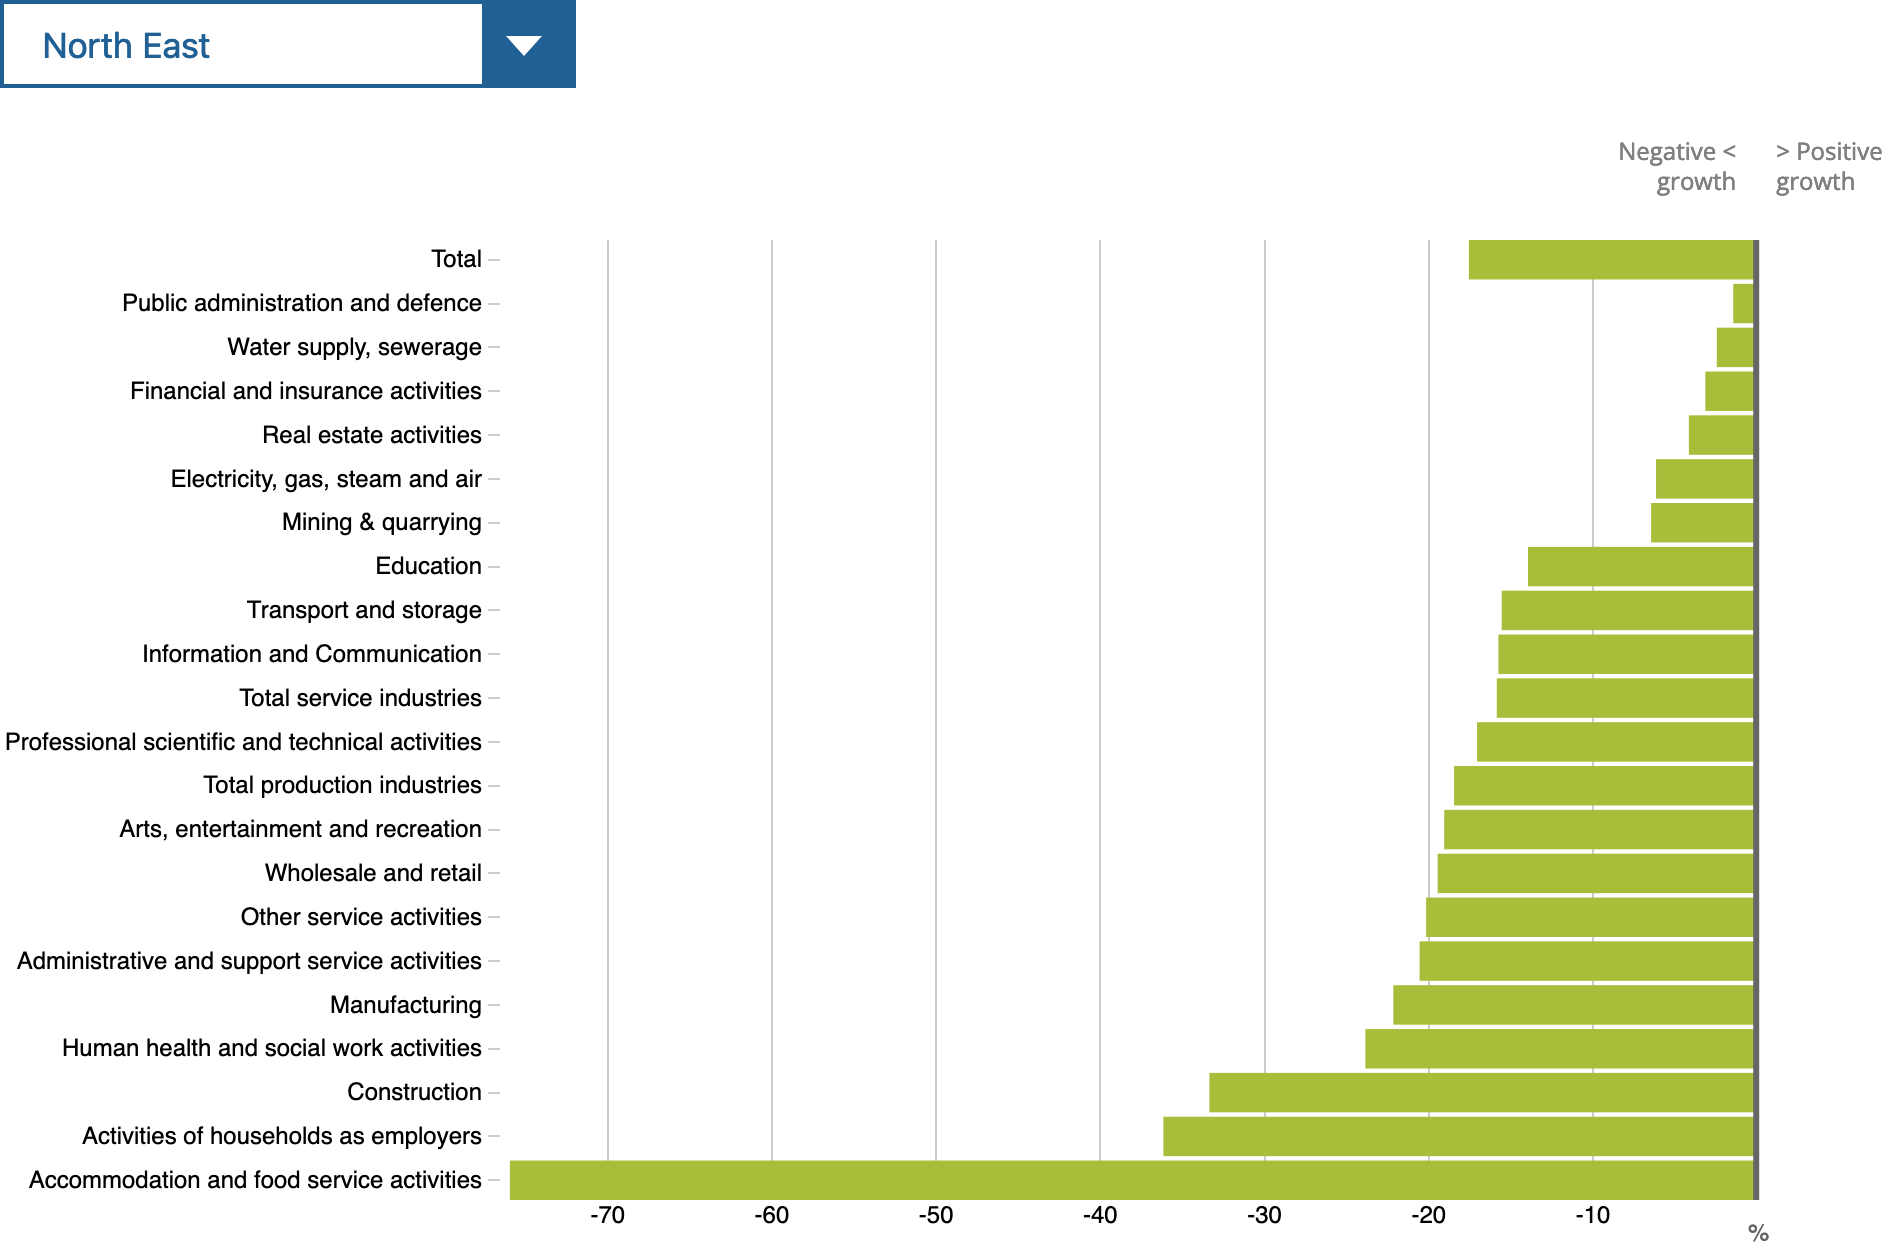 North East
Negative < > Positive
growth growth
Total
Public administration and defence
Water supply, sewerage
Financial and insurance activities
Real estate activities
Electricity, gas, steam and air
Mining & quarrying
Education
Transport and storage
Information and Communication
Total service industries
Professional scientific and technical activities
Total production industries
Arts, entertainment and recreation
Wholesale and retail
Other service activities
Administrative and support service activities
Manufacturing
Human health and social work activities
Construction
Activities of households as employers
Accommodation and food service activities
-70 -60 -50 -40 -30 -20 -10
%